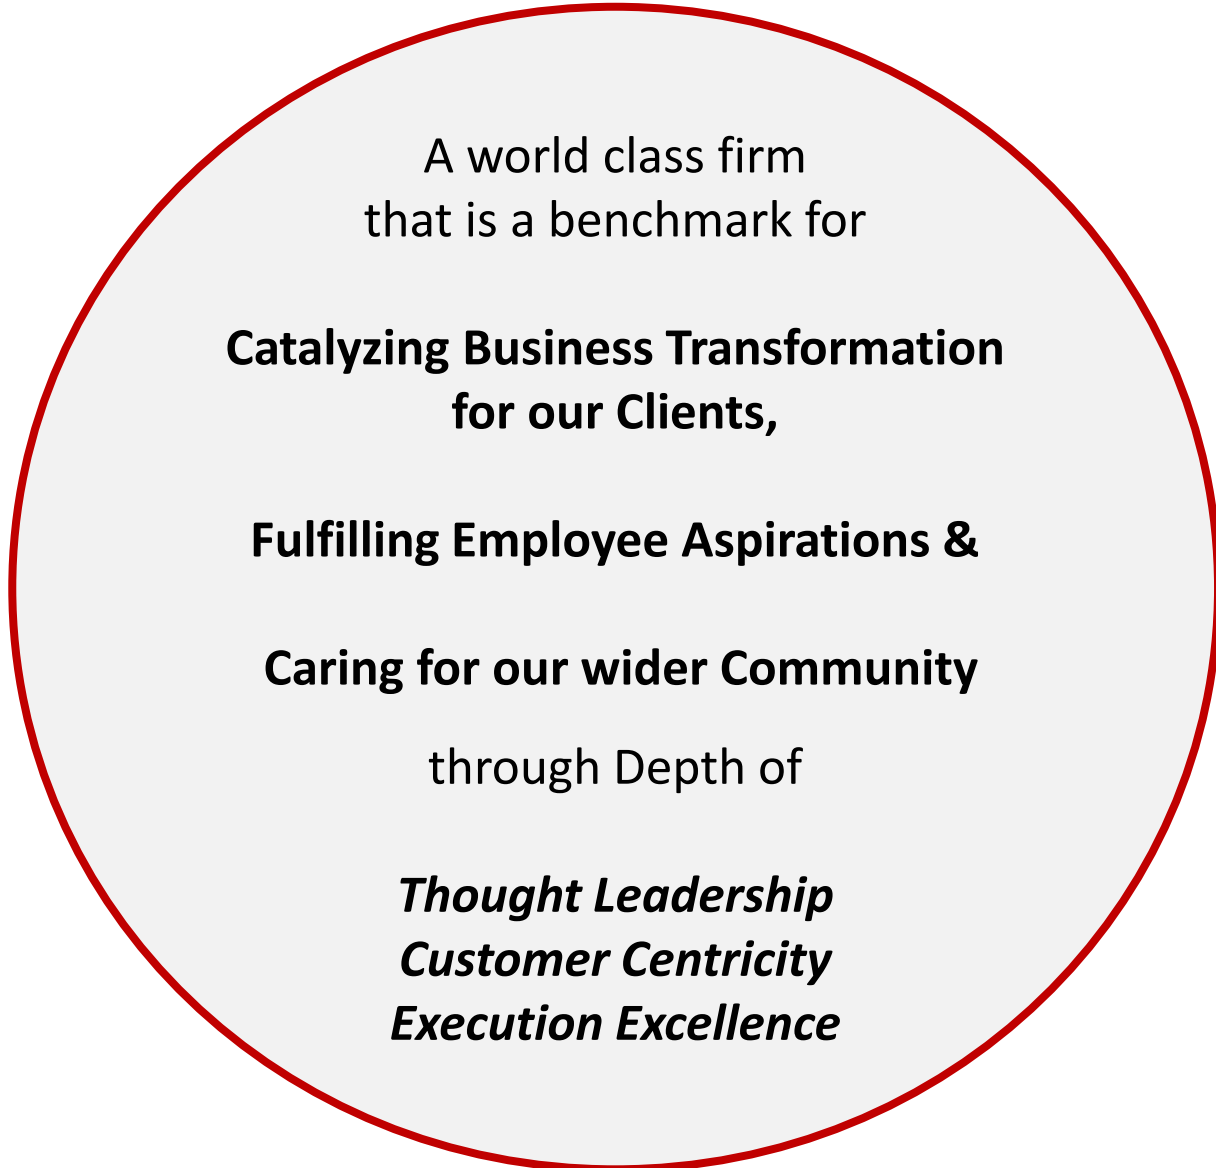 A world class firm
that is a benchmark for
Catalyzing Business Transformation
for our Clients,
Fulfilling Employee Aspirations &
Caring for our wider Community
through Depth of
Thought Leadership
Customer Centricity
Execution Excellence